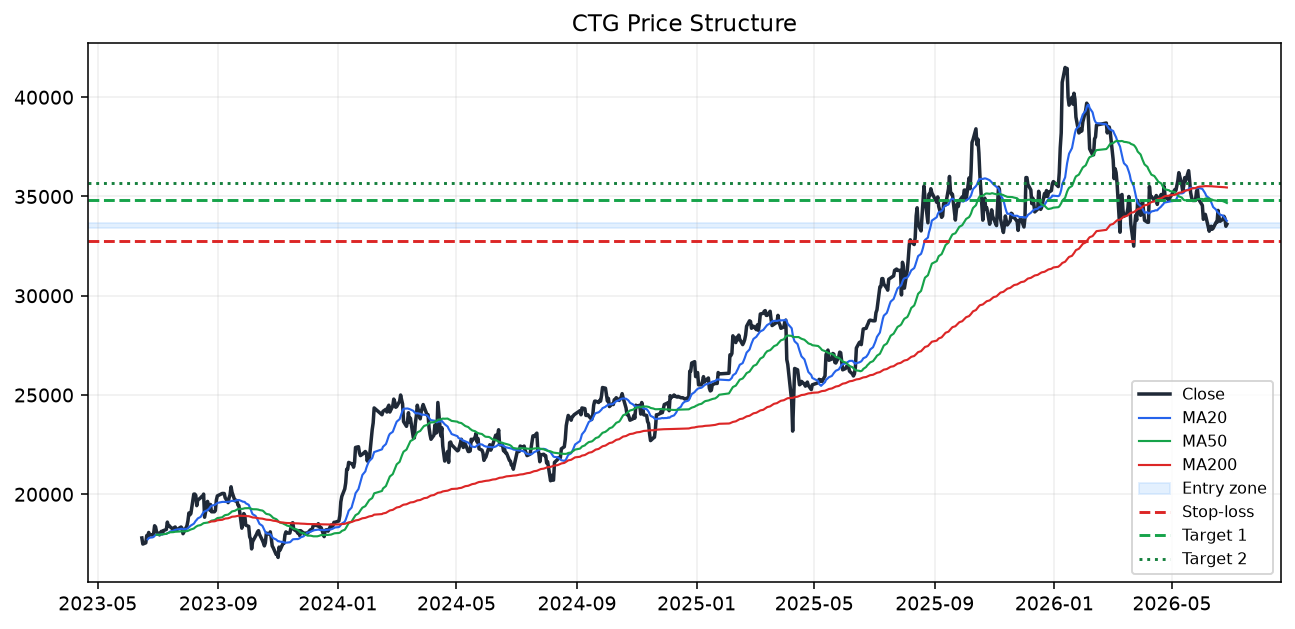 CTG Price Structure
40000
35000
30000
25000
20000
2023-05
2023-09
2024-01
2024-05
2024-09
2025-01
2025-05
2025-09
2026-01
2026-05
Close
MA20
MA50
MA200
Entry zone
Stop-loss
Target 1
Target 2